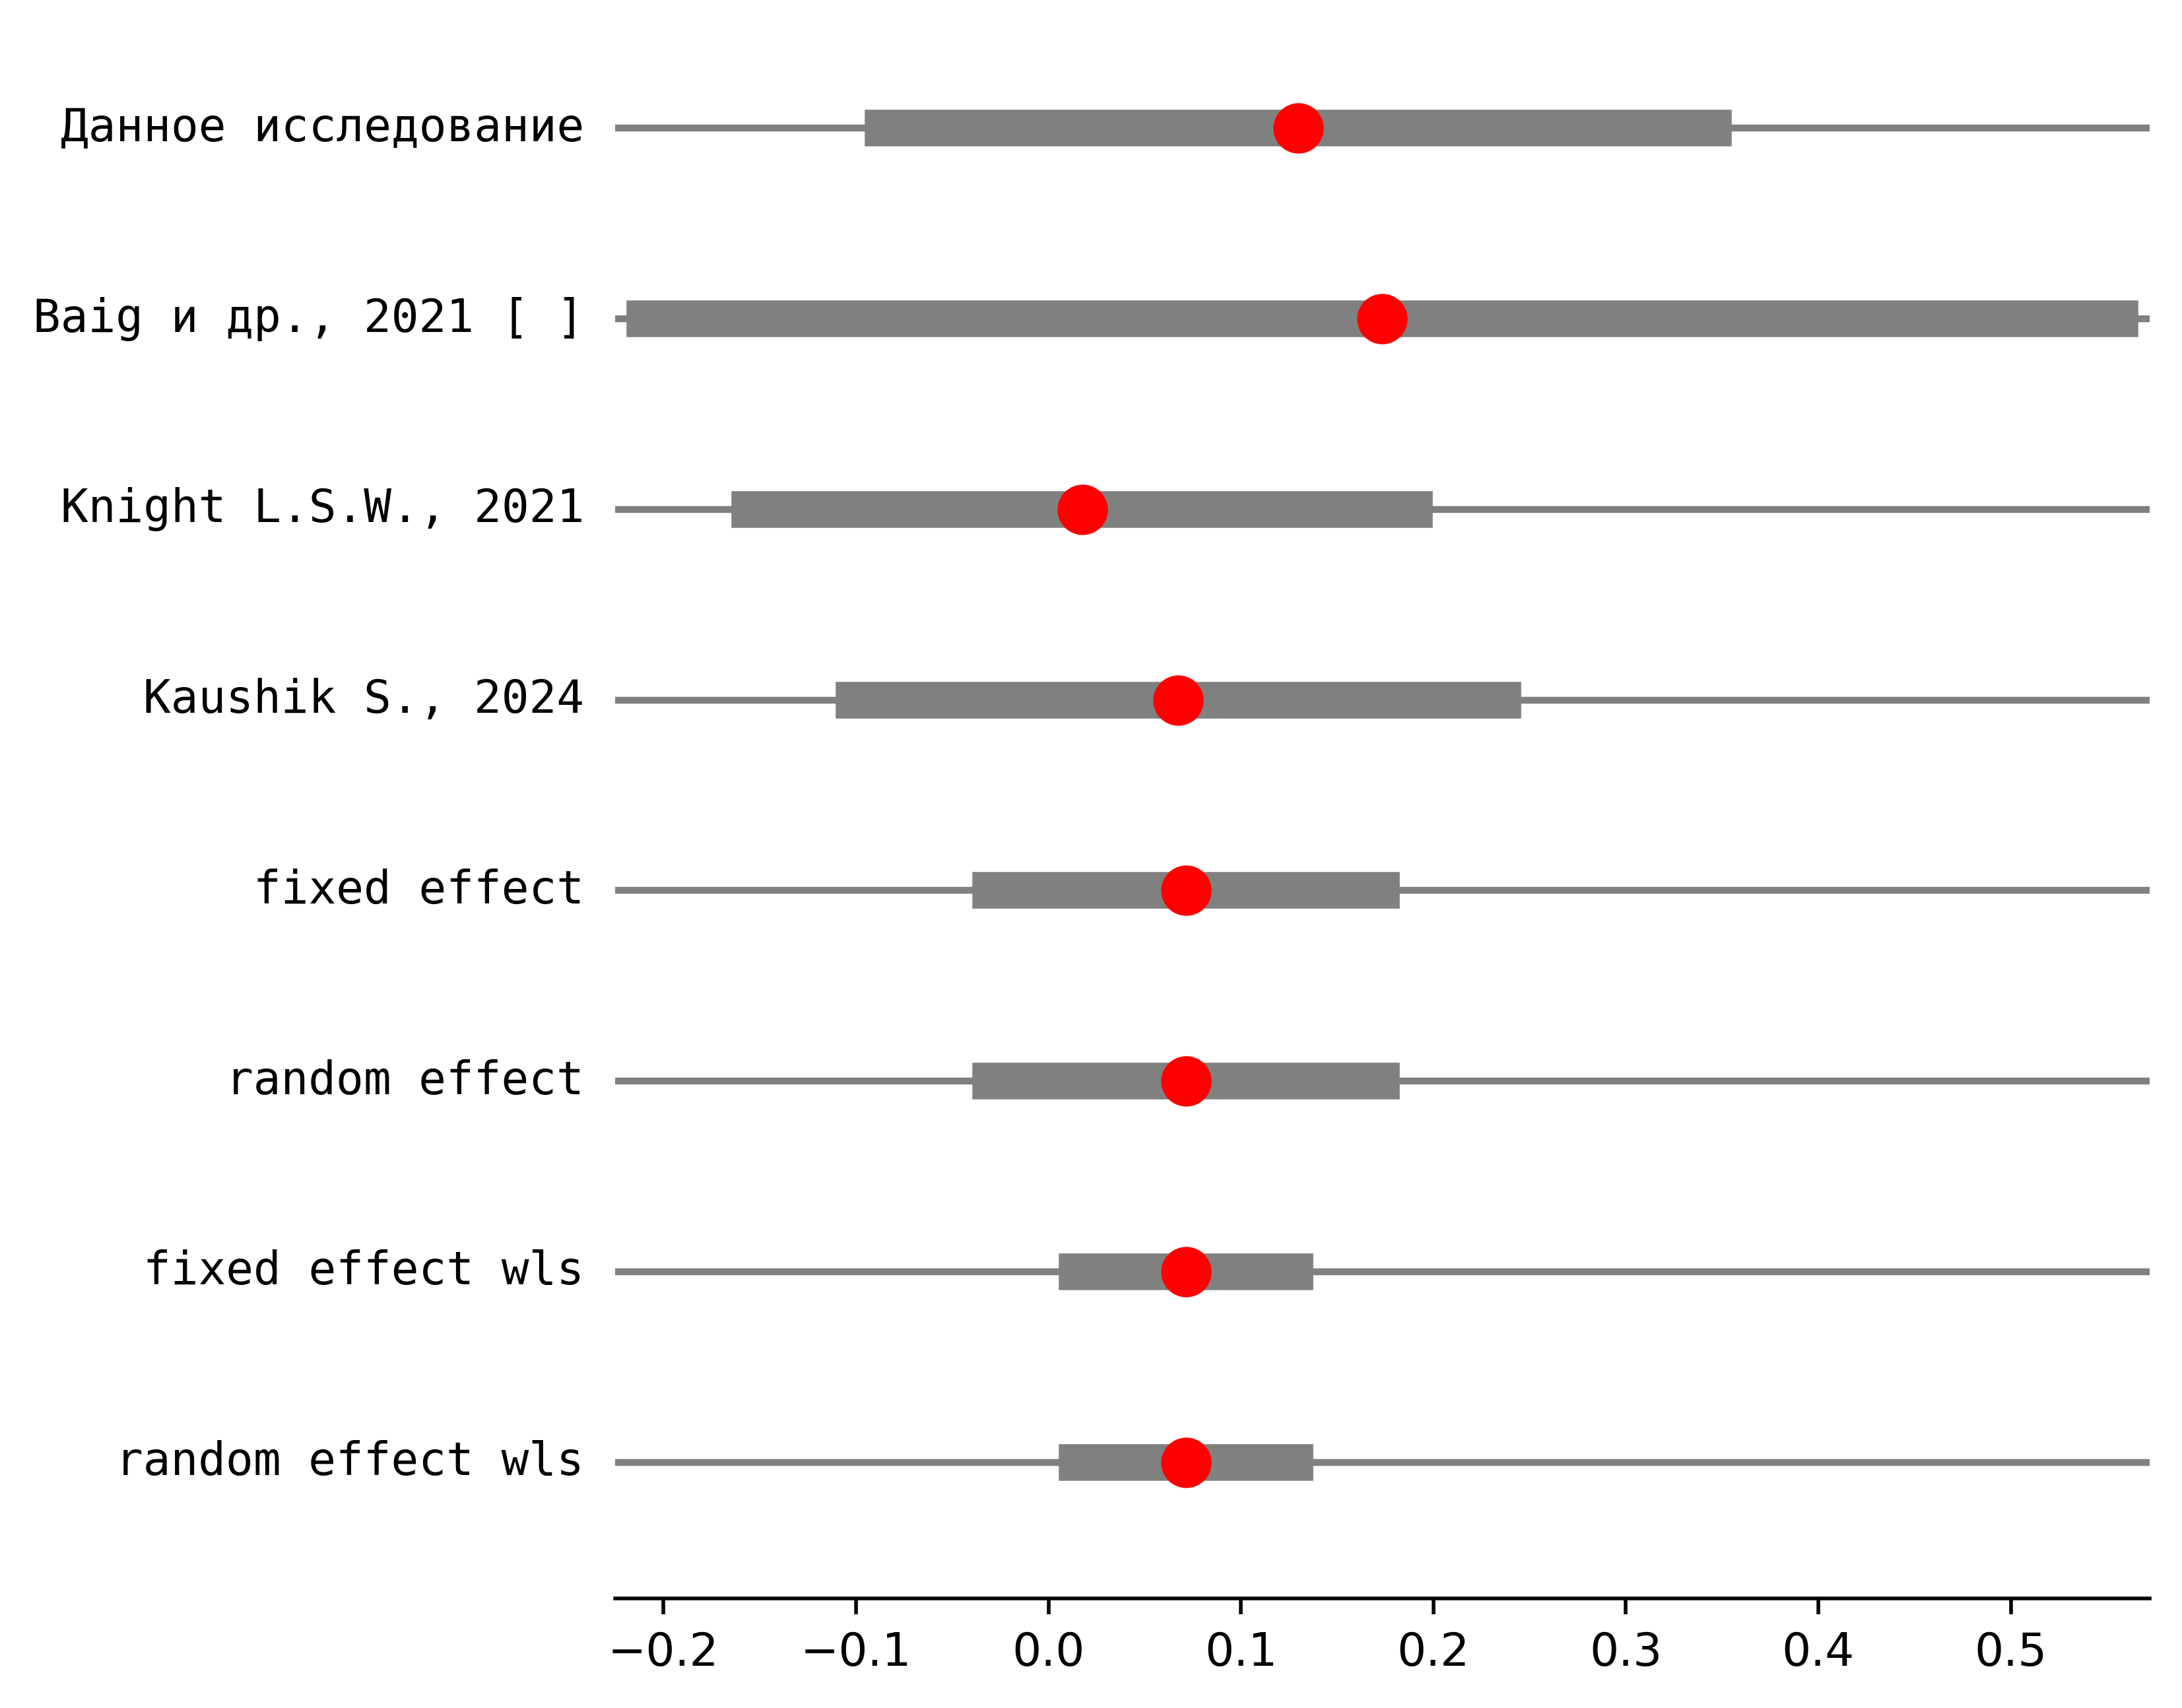 Данное исследование
Baig и др., 2021 [ ]
Knight L.S.W., 2021
Kaushik S., 2024
fixed effect
random effect
fixed effect wls
random effect wls
−0.2 −0.1 0.0 0.1 0.2 0.3 0.4 0.5